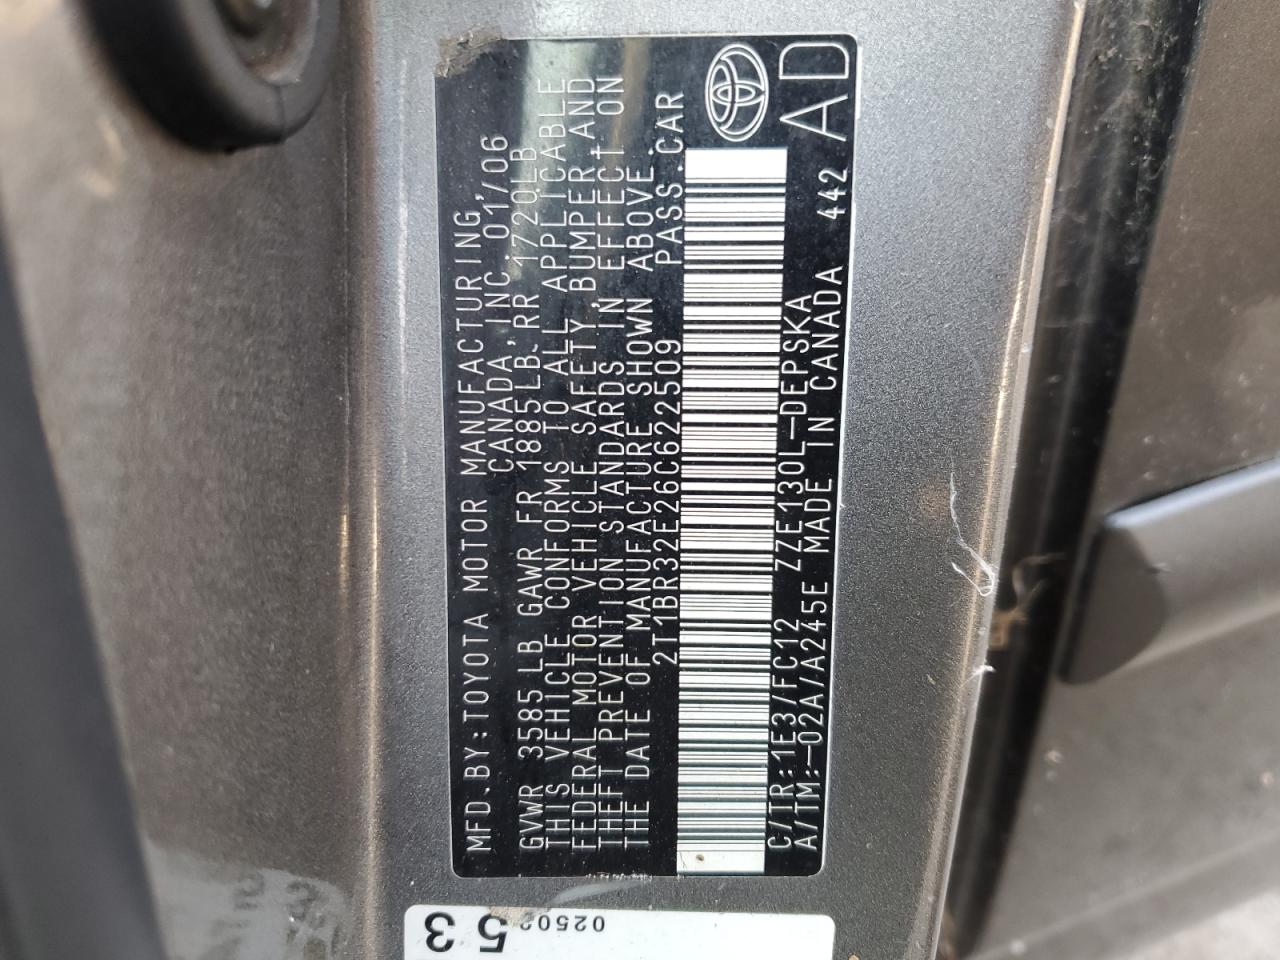 MFD.BY:TOYOTA MOTOR MANUFACTURING,
CANADA,INC. 01/06
GVWR 3585LB GAWR FR 1885LB,RR 1720LB
THIS VEHICLE CONFORMS TO ALL APPLICABLE
FEDERAL MOTOR VEHICLE SAFETY,BUMPER,AND
THEFT PREVENTION STANDARDS IN EFFECT ON
THE DATE OF MANUFACTURE SHOWN ABOVE.
2T1BR32E26C622509 PASS.CAR
C/TR:1E3/FC12 ZZE130L-DEPSKA
A/TM:-02A/A245E MADE IN CANADA 442
AD
53